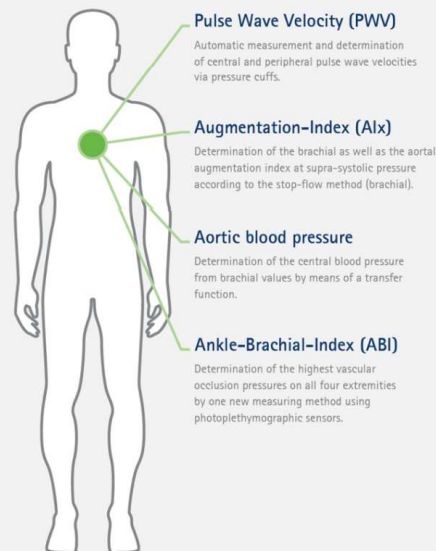 Pulse Wave Velocity (PWV)
Automatic measurement and determination
of central and peripheral pulse wave velocities
via pressure cuffs.
Augmentation-Index (AIx)
Determination of the brachial as well as the aortal
augmentation index at supra-systolic pressure
according to the stop-flow method (brachial).
Aortic blood pressure
Determination of the central blood pressure
from brachial values by means of a transfer
function.
Ankle-Brachial-Index (ABI)
Determination of the highest vascular
occlusion pressures on all four extremities
by one new measuring method using
photoplethymographic sensors.